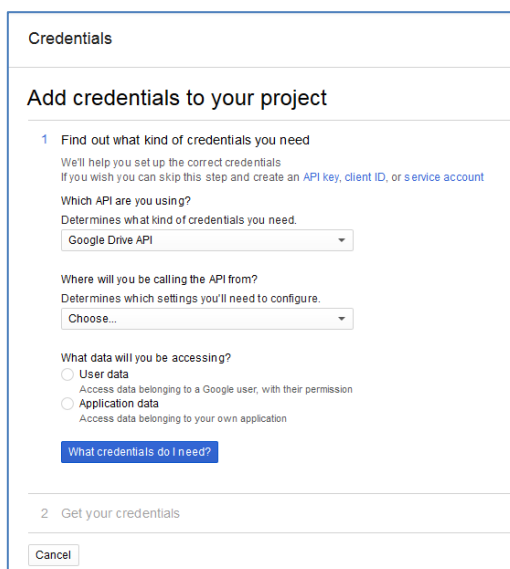 Credentials
Add credentials to your project
1 Find out what kind of credentials you need
We'll help you set up the correct credentials
If you wish you can skip this step and create an API key, client ID, or service account
Which API are you using?
Determines what kind of credentials you need.
Google Drive API
Where will you be calling the API from?
Determines which settings you'll need to configure.
Choose...
What data will you be accessing?
User data
Access data belonging to a Google user, with their permission
Application data
Access data belonging to your own application
What credentials do I need?
2 Get your credentials
Cancel